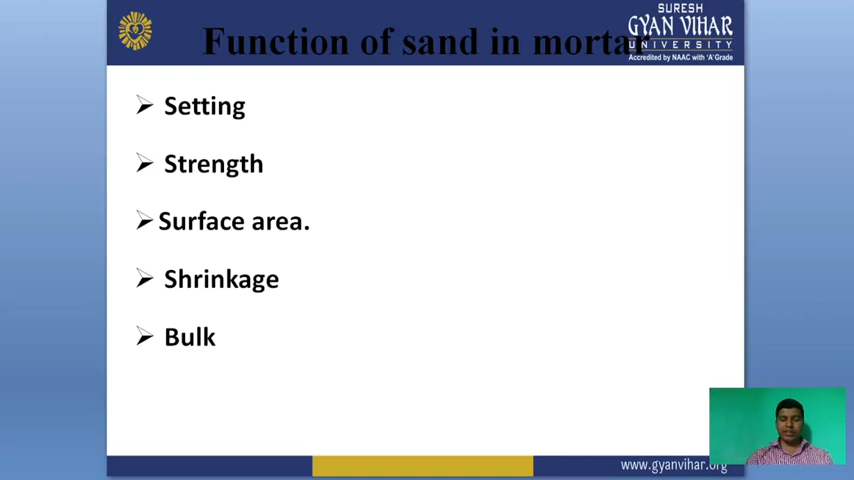 SURESH
GYAN VIHAR
UNIVERSITY
Accredited by NAAC with 'A' Grade
Function of sand in mortar
Setting
Strength
Surface area.
Shrinkage
Bulk
www.gyanvihar.org